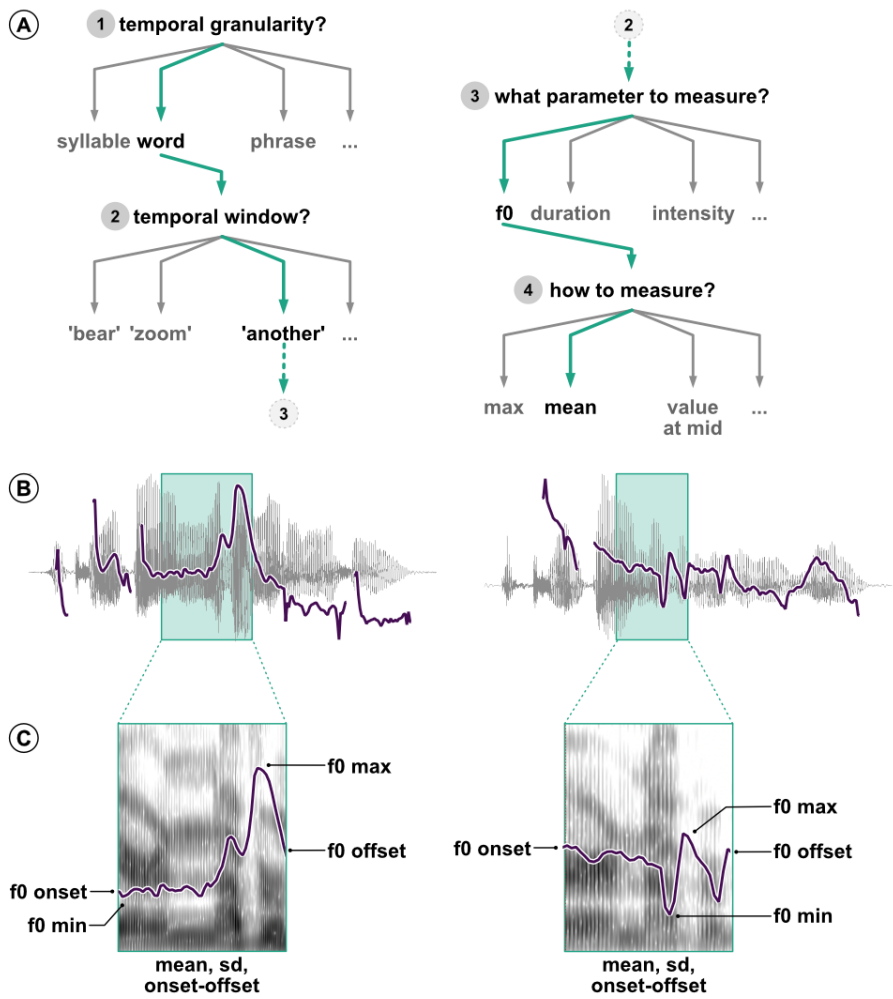 A
1 temporal granularity?
syllable word phrase ...
2 temporal window?
'bear' 'zoom' 'another' ...
3
2
3 what parameter to measure?
f0 duration intensity ...
4 how to measure?
max mean value ...
at mid
B
C
f0 max
f0 offset
f0 onset
f0 min
mean, sd,
onset-offset
f0 onset
f0 max
f0 offset
f0 min
mean, sd,
onset-offset